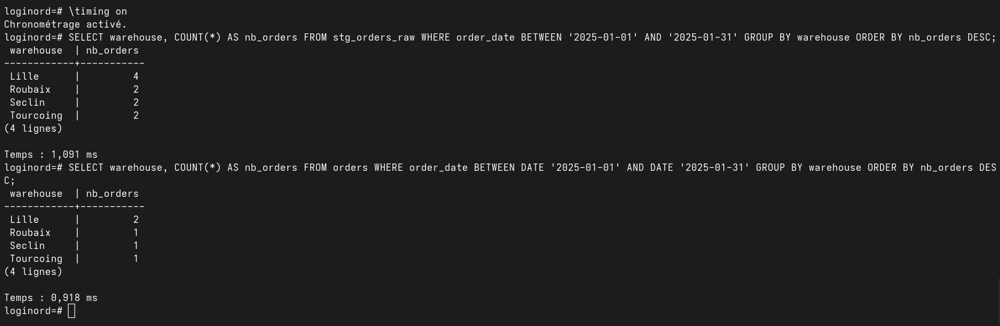 loginord=# \timing on
Chronométrage activé.
loginord=# SELECT warehouse, COUNT(*) AS nb_orders FROM stg_orders_raw WHERE order_date BETWEEN '2025-01-01' AND '2025-01-31' GROUP BY warehouse ORDER BY nb_orders DESC;
 warehouse  | nb_orders
------------+-----------
 Lille      |         4
 Roubaix    |         2
 Seclin     |         2
 Tourcoing  |         2
(4 lignes)

Temps : 1,091 ms
loginord=# SELECT warehouse, COUNT(*) AS nb_orders FROM orders WHERE order_date BETWEEN DATE '2025-01-01' AND DATE '2025-01-31' GROUP BY warehouse ORDER BY nb_orders DES
C;
 warehouse  | nb_orders
------------+-----------
 Lille      |         2
 Roubaix    |         1
 Seclin     |         1
 Tourcoing  |         1
(4 lignes)

Temps : 0,918 ms
loginord=#